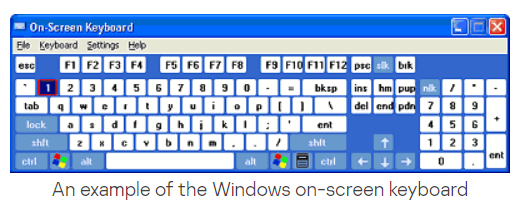 On-Screen Keyboard
File Keyboard Settings Help
esc F1 F2 F3 F4 F5 F6 F7 F8 F9 F10 F11 F12 psc slk brk
` 1 2 3 4 5 6 7 8 9 0 - = bksp ins hm pup nlk / * -
tab q w e r t y u i o p [ ] \ del end pdn 7 8 9 +
lock a s d f g h j k l ; ' ent 4 5 6
shft z x c v b n m , . / shft ↑ 1 2 3 ent
ctrl alt alt ctrl ← ↓ → 0 .
An example of the Windows on-screen keyboard